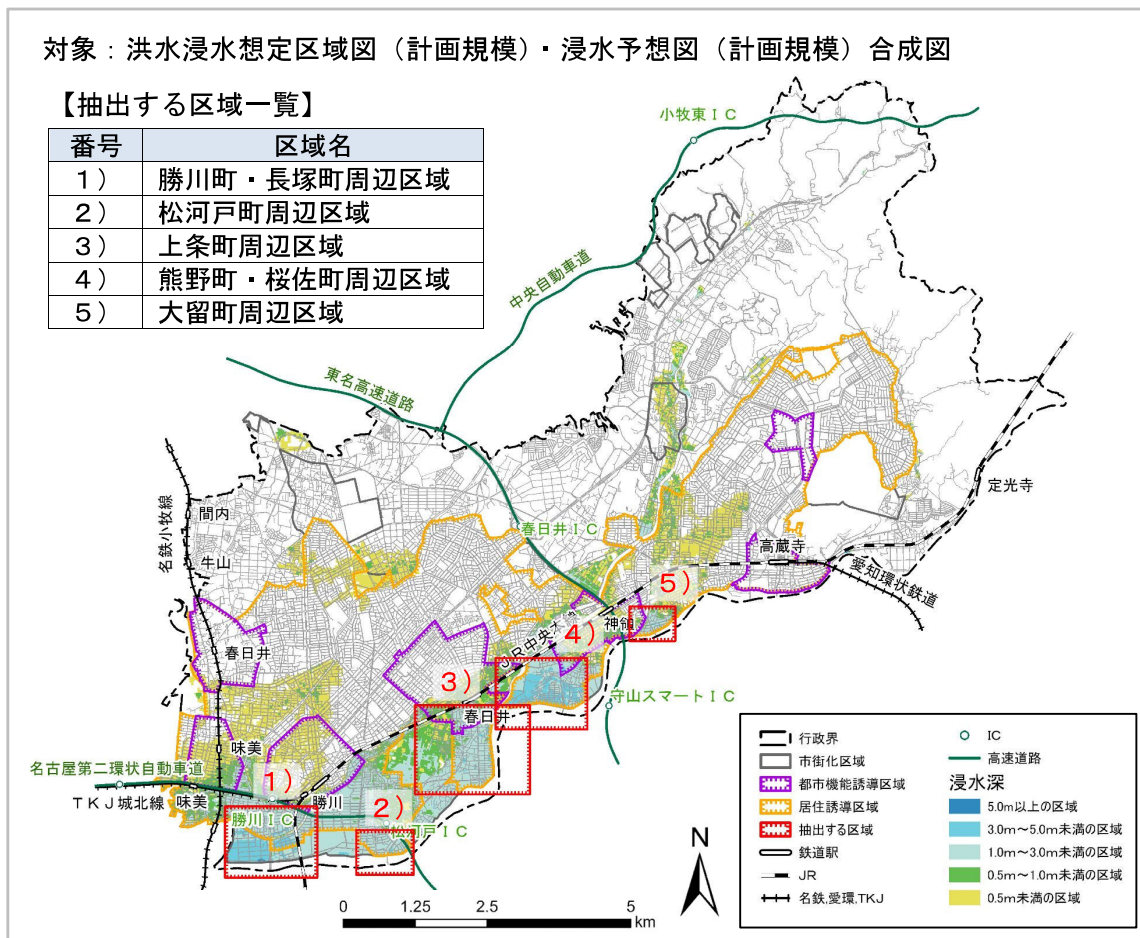 対象：洪水浸水想定区域図（計画規模）・浸水予想図（計画規模）合成図
【抽出する区域一覧】
番号 区域名
１） 勝川町・長塚町周辺区域
２） 松河戸町周辺区域
３） 上条町周辺区域
４） 熊野町・桜佐町周辺区域
５） 大留町周辺区域
小牧東ＩＣ
中央自動車道
東名高速道路
名鉄小牧線
間内
牛山
春日井ＩＣ
定光寺
高蔵寺
愛知環状鉄道
５）
神領
４）
ＪＲ中央
春日井
３）
春日井
守山スマートＩＣ
味美
名古屋第二環状自動車道
１）
ＴＫＪ城北線
味美
勝川
２）
勝川ＩＣ
松河戸ＩＣ
N
0 1.25 2.5 5
km
行政界
市街化区域
都市機能誘導区域
居住誘導区域
抽出する区域
鉄道駅
JR
名鉄,愛環,TKJ
IC
高速道路
浸水深
5.0m以上の区域
3.0m～5.0m未満の区域
1.0m～3.0m未満の区域
0.5m～1.0m未満の区域
0.5m未満の区域